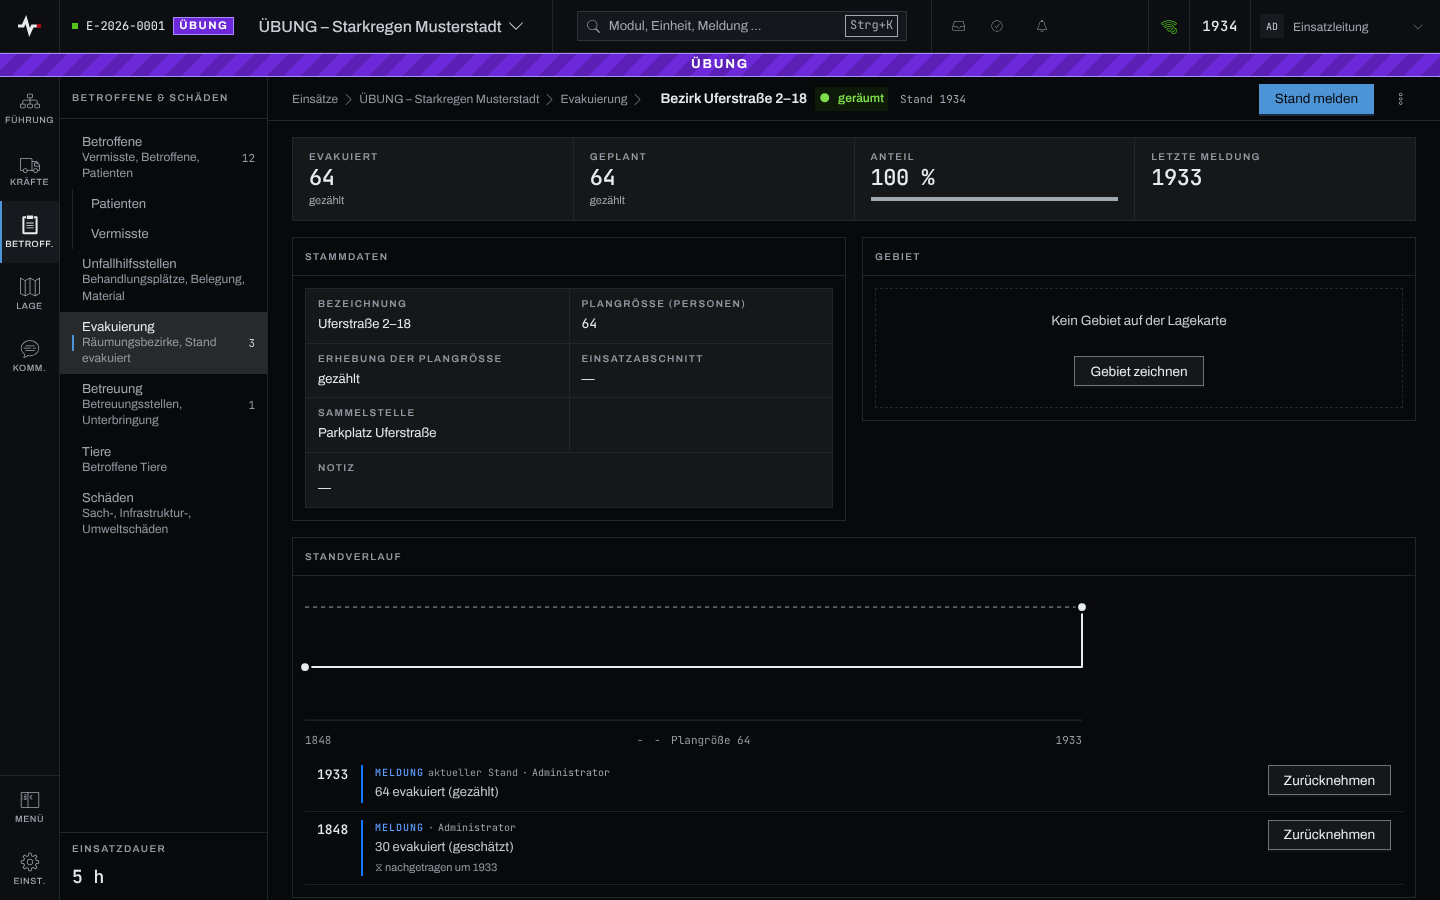 E-2026-0001 ÜBUNG ÜBUNG – Starkregen Musterstadt Modul, Einheit, Meldung ... Strg+K 1934 AD Einsatzleitung
ÜBUNG
FÜHRUNG
KRÄFTE
BETROFF.
LAGE
KOMM.
MENÜ
EINST.
BETROFFENE & SCHÄDEN
Betroffene
Vermisste, Betroffene, Patienten 12
Patienten
Vermisste
Unfallhilfsstellen
Behandlungsplätze, Belegung, Material
Evakuierung
Räumungsbezirke, Stand evakuiert 3
Betreuung
Betreuungsstellen, Unterbringung 1
Tiere
Betroffene Tiere
Schäden
Sach-, Infrastruktur-, Umweltschäden
EINSATZDAUER
5 h
Einsätze ÜBUNG – Starkregen Musterstadt Evakuierung Bezirk Uferstraße 2–18 geräumt Stand 1934 Stand melden
EVAKUIERT
64
gezählt
GEPLANT
64
gezählt
ANTEIL
100 %
LETZTE MELDUNG
1933
STAMMDATEN
BEZEICHNUNG
Uferstraße 2–18
PLANGRÖSSE (PERSONEN)
64
ERHEBUNG DER PLANGRÖSSE
gezählt
EINSATZABSCHNITT
—
SAMMELSTELLE
Parkplatz Uferstraße
NOTIZ
—
GEBIET
Kein Gebiet auf der Lagekarte
Gebiet zeichnen
STANDVERLAUF
1848 - - Plangröße 64 1933
1933 MELDUNG aktueller Stand · Administrator
64 evakuiert (gezählt)
Zurücknehmen
1848 MELDUNG · Administrator
30 evakuiert (geschätzt)
⧖ nachgetragen um 1933
Zurücknehmen